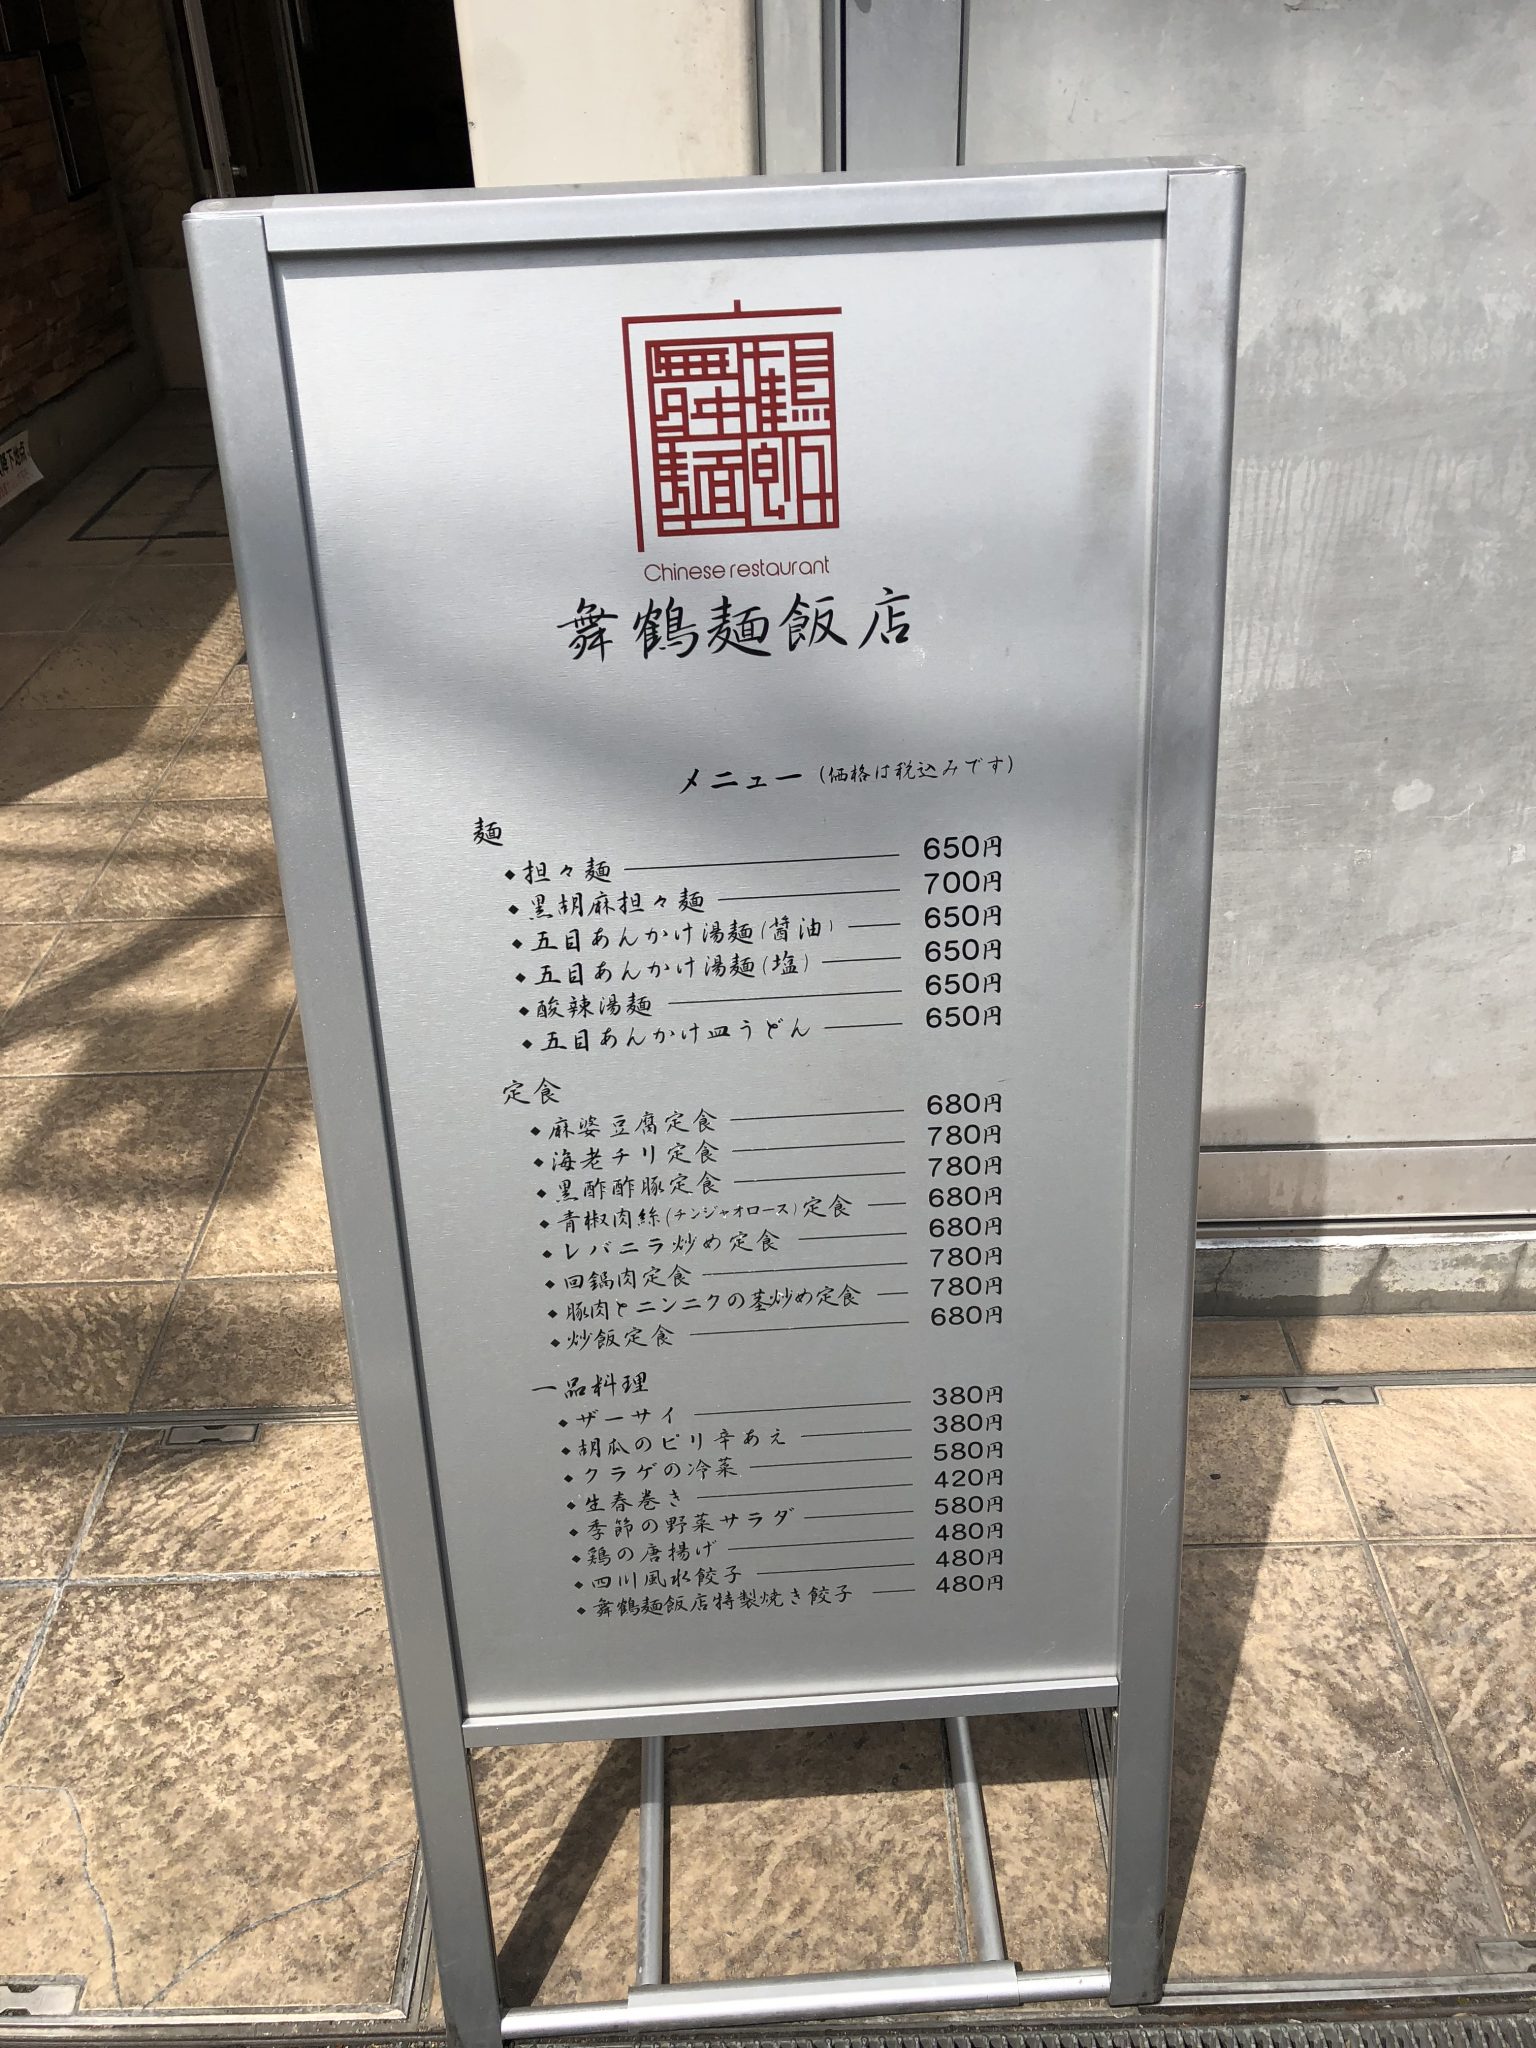 舞鶴麺飯店
Chinese restaurant
舞鶴麺飯店
メニュー（価格は税込みです）
麺
◆担々麺 650円
◆黒胡麻担々麺 700円
◆五目あんかけ湯麺（醤油） 650円
◆五目あんかけ湯麺（塩） 650円
◆酸辣湯麺 650円
◆五目あんかけ皿うどん 650円
定食
◆麻婆豆腐定食 680円
◆海老チリ定食 780円
◆黒酢酢豚定食 780円
◆青椒肉絲（チンジャオロース）定食 680円
◆レバニラ炒め定食 680円
◆回鍋肉定食 780円
◆豚肉とニンニクの茎炒め定食 780円
◆炒飯定食 680円
一品料理
◆ザーサイ 380円
◆胡瓜のピリ辛あえ 380円
◆クラゲの冷菜 580円
◆生春巻き 420円
◆季節の野菜サラダ 580円
◆鶏の唐揚げ 480円
◆四川風水餃子 480円
◆舞鶴麺飯店特製焼き餃子 480円
降下地点